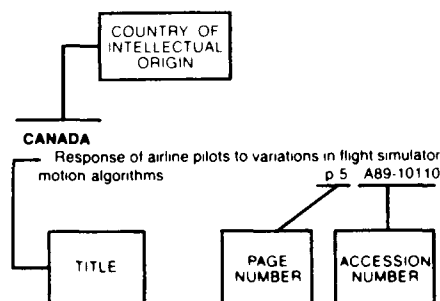 COUNTRY OF
INTELLECTUAL
ORIGIN
CANADA
Response of airline pilots to variations in flight simulator
motion algorithms
p 5 A89-10110
TITLE
PAGE
NUMBER
ACCESSION
NUMBER